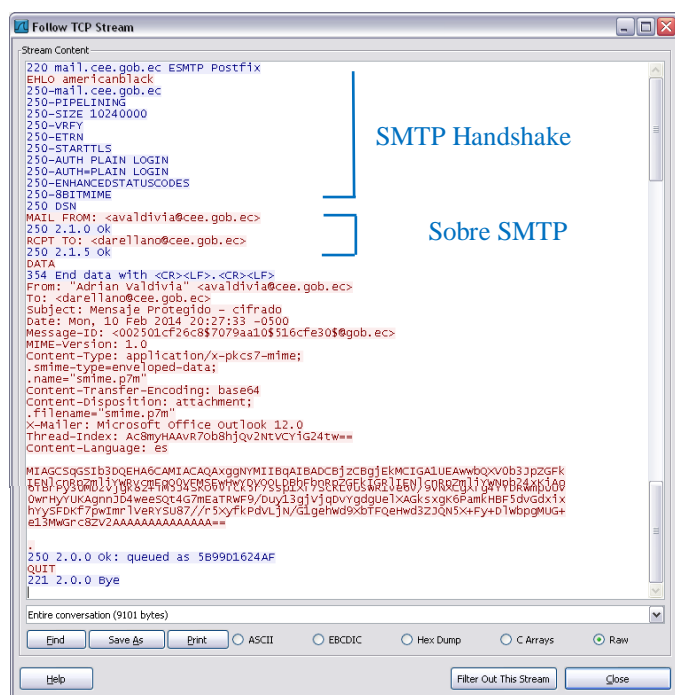 Follow TCP Stream
Stream Content
220 mail.cee.gob.ec ESMTP Postfix
EHLO americanblack
250-mail.cee.gob.ec
250-PIPELINING
250-SIZE 10240000
250-VRFY
250-ETRN
250-STARTTLS
250-AUTH PLAIN LOGIN
250-AUTH=PLAIN LOGIN
250-ENHANCEDSTATUSCODES
250-8BITMIME
250 DSN
SMTP Handshake
MAIL FROM: <avaldivia@cee.gob.ec>
250 2.1.0 Ok
RCPT TO: <darellano@cee.gob.ec>
250 2.1.5 Ok
Sobre SMTP
DATA
354 End data with <CR><LF>.<CR><LF>
From: "Adrian Valdivia" <avaldivia@cee.gob.ec>
To: <darellano@cee.gob.ec>
Subject: Mensaje Protegido - cifrado
Date: Mon, 10 Feb 2014 20:27:33 -0500
Message-ID: <002501cf26c8$7079aa10$516cfe30$@gob.ec>
MIME-Version: 1.0
Content-Type: application/x-pkcs7-mime;
.smime-type=enveloped-data;
.name="smime.p7m"
Content-Transfer-Encoding: base64
Content-Disposition: attachment;
.filename="smime.p7m"
X-Mailer: Microsoft Office Outlook 12.0
Thread-Index: Ac8myHAAvR7Ob8hjQv2NtVCYiG24tw==
Content-Language: es
MIAGCSqGSIb3DQEHA6CAMIACAQAxggNYMIIBqAIBADCBjzCBgjEkMCIGA1UEAwwbQXV0b3JpZGFk
e13MWGrc8ZV2AAAAAAAAAAAAAA==
.
250 2.0.0 Ok: queued as 5B99D1624AF
QUIT
221 2.0.0 Bye
Entire conversation (9101 bytes)
Find Save As Print ASCII EBCDIC Hex Dump C Arrays Raw
Help Filter Out This Stream Close